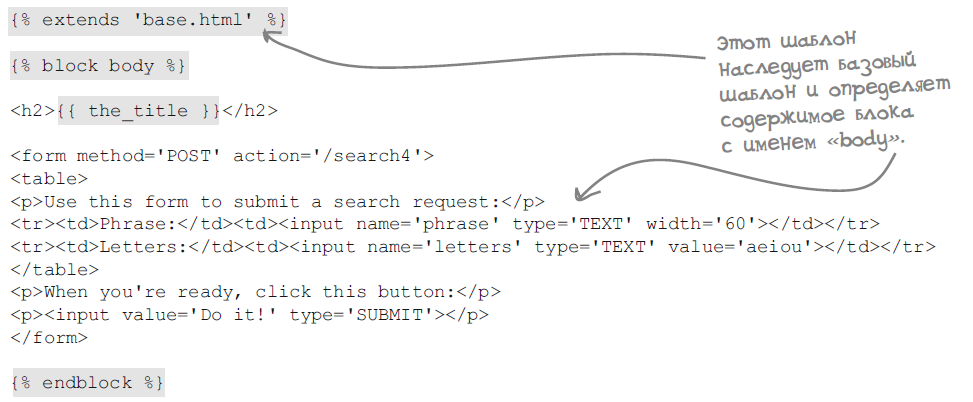 {% extends 'base.html' %}
{% block body %}
<h2>{{ the_title }}</h2>
<form method='POST' action='/search4'>
<table>
<p>Use this form to submit a search request:</p>
<tr><td>Phrase:</td><td><input name='phrase' type='TEXT' width='60'></td></tr>
<tr><td>Letters:</td><td><input name='letters' type='TEXT' value='aeiou'></td></tr>
</table>
<p>When you're ready, click this button:</p>
<p><input value='Do it!' type='SUBMIT'></p>
</form>
{% endblock %}
Этот шаблон
наследует базовый
шаблон и определяет
содержимое блока
с именем «body».